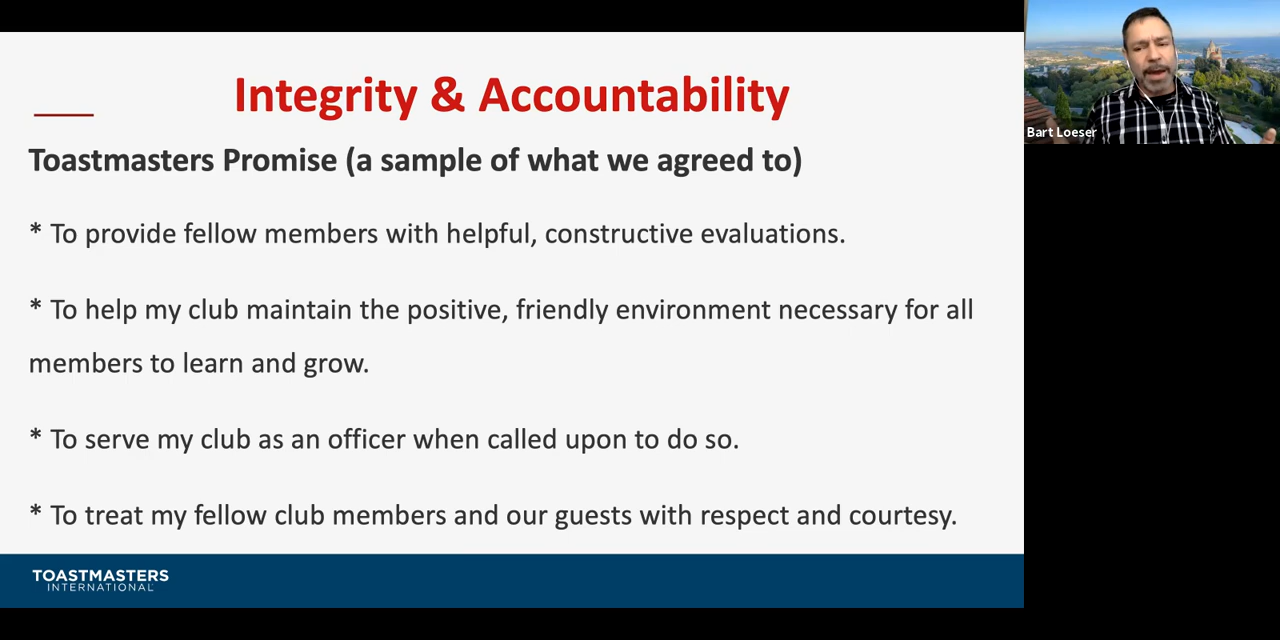 Integrity & Accountability
Toastmasters Promise (a sample of what we agreed to)
* To provide fellow members with helpful, constructive evaluations.
* To help my club maintain the positive, friendly environment necessary for all
members to learn and grow.
* To serve my club as an officer when called upon to do so.
* To treat my fellow club members and our guests with respect and courtesy.
TOASTMASTERS
INTERNATIONAL
Bart Loeser